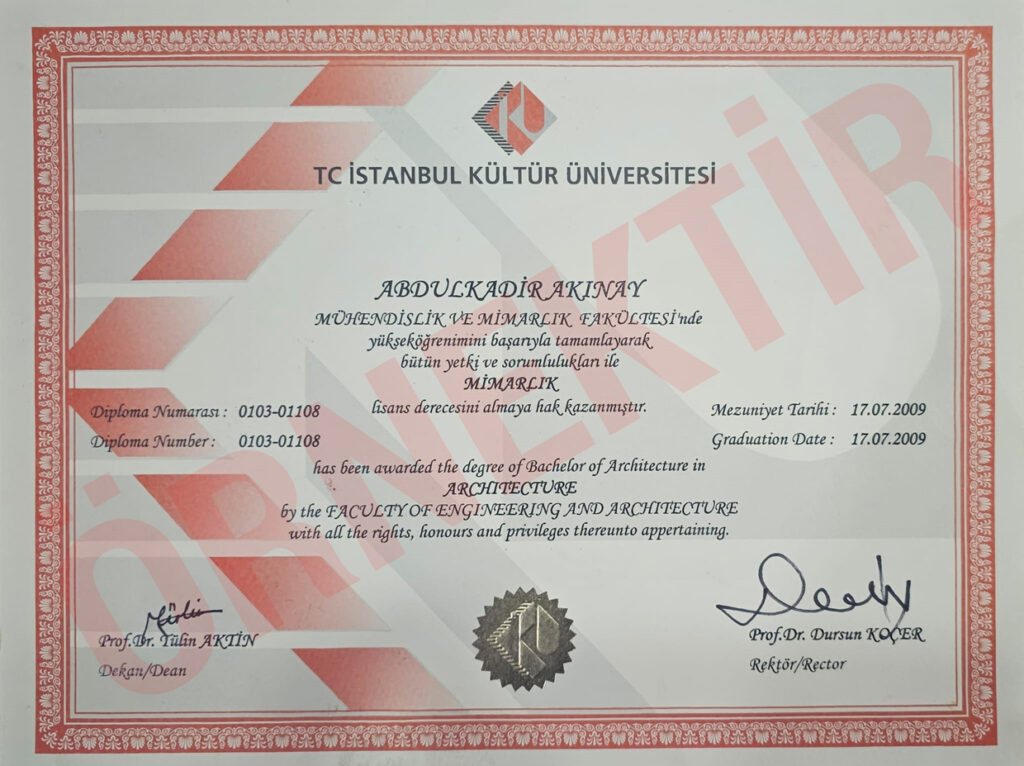 TC İSTANBUL KÜLTÜR ÜNİVERSİTESİ
ABDULKADİR AKINAY
MÜHENDİSLİK VE MİMARLIK FAKÜLTESİ'nde
yükseköğrenimini başarıyla tamamlayarak
bütün yetki ve sorumlulukları ile
MİMARLIK
lisans derecesini almaya hak kazanmıştır.
Diploma Numarası : 0103-01108
Mezuniyet Tarihi : 17.07.2009
Diploma Number : 0103-01108
Graduation Date : 17.07.2009
has been awarded the degree of Bachelor of Architecture in
ARCHITECTURE
by the FACULTY OF ENGINEERING AND ARCHITECTURE
with all the rights, honours and privileges thereunto appertaining.
Prof.Dr. Tülin AKTİN
Dekan/Dean
Prof.Dr. Dursun KOÇER
Rektör/Rector
ÖRNEKTİR